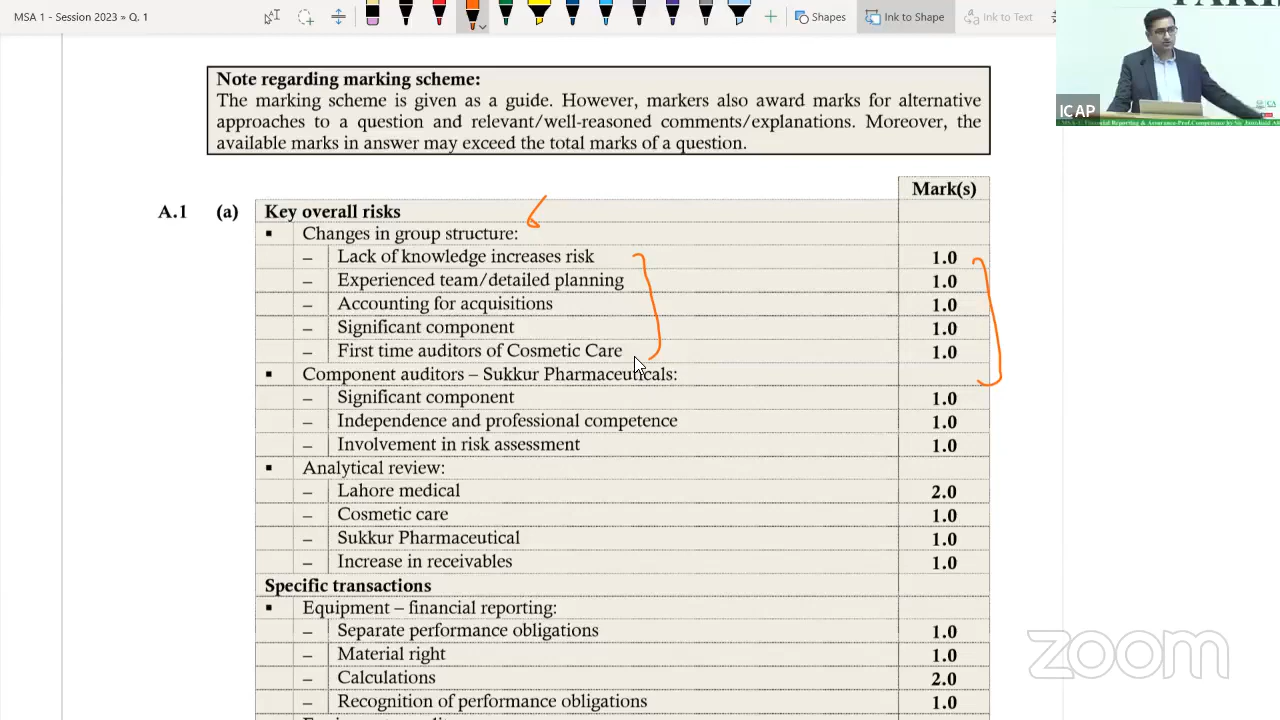 MSA 1 - Session 2023 » Q. 1
Shapes
Ink to Shape
Ink to Text
ICAP
Note regarding marking scheme:
The marking scheme is given as a guide. However, markers also award marks for alternative
approaches to a question and relevant/well-reasoned comments/explanations. Moreover, the
available marks in answer may exceed the total marks of a question.
Mark(s)
A.1 (a) Key overall risks
▪ Changes in group structure:
– Lack of knowledge increases risk 1.0
– Experienced team/detailed planning 1.0
– Accounting for acquisitions 1.0
– Significant component 1.0
– First time auditors of Cosmetic Care 1.0
▪ Component auditors – Sukkur Pharmaceuticals:
– Significant component 1.0
– Independence and professional competence 1.0
– Involvement in risk assessment 1.0
▪ Analytical review:
– Lahore medical 2.0
– Cosmetic care 1.0
– Sukkur Pharmaceutical 1.0
– Increase in receivables 1.0
Specific transactions
▪ Equipment – financial reporting:
– Separate performance obligations 1.0
– Material right 1.0
– Calculations 2.0
– Recognition of performance obligations 1.0
zoom